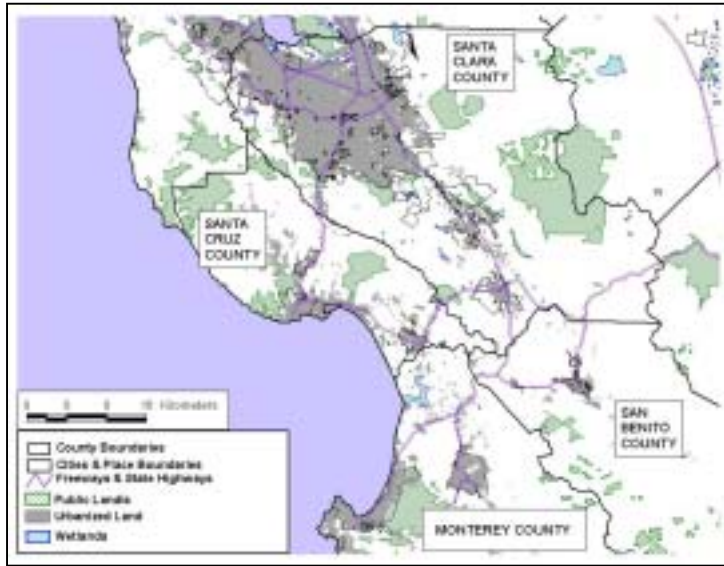 SANTA
CLARA
COUNTY
SANTA
CRUZ
COUNTY
SAN
BENITO
COUNTY
MONTEREY COUNTY
Kilometers
County Boundaries
Cities & Place Boundaries
Freeways & State Highways
Public Lands
Urbanized Land
Wetlands